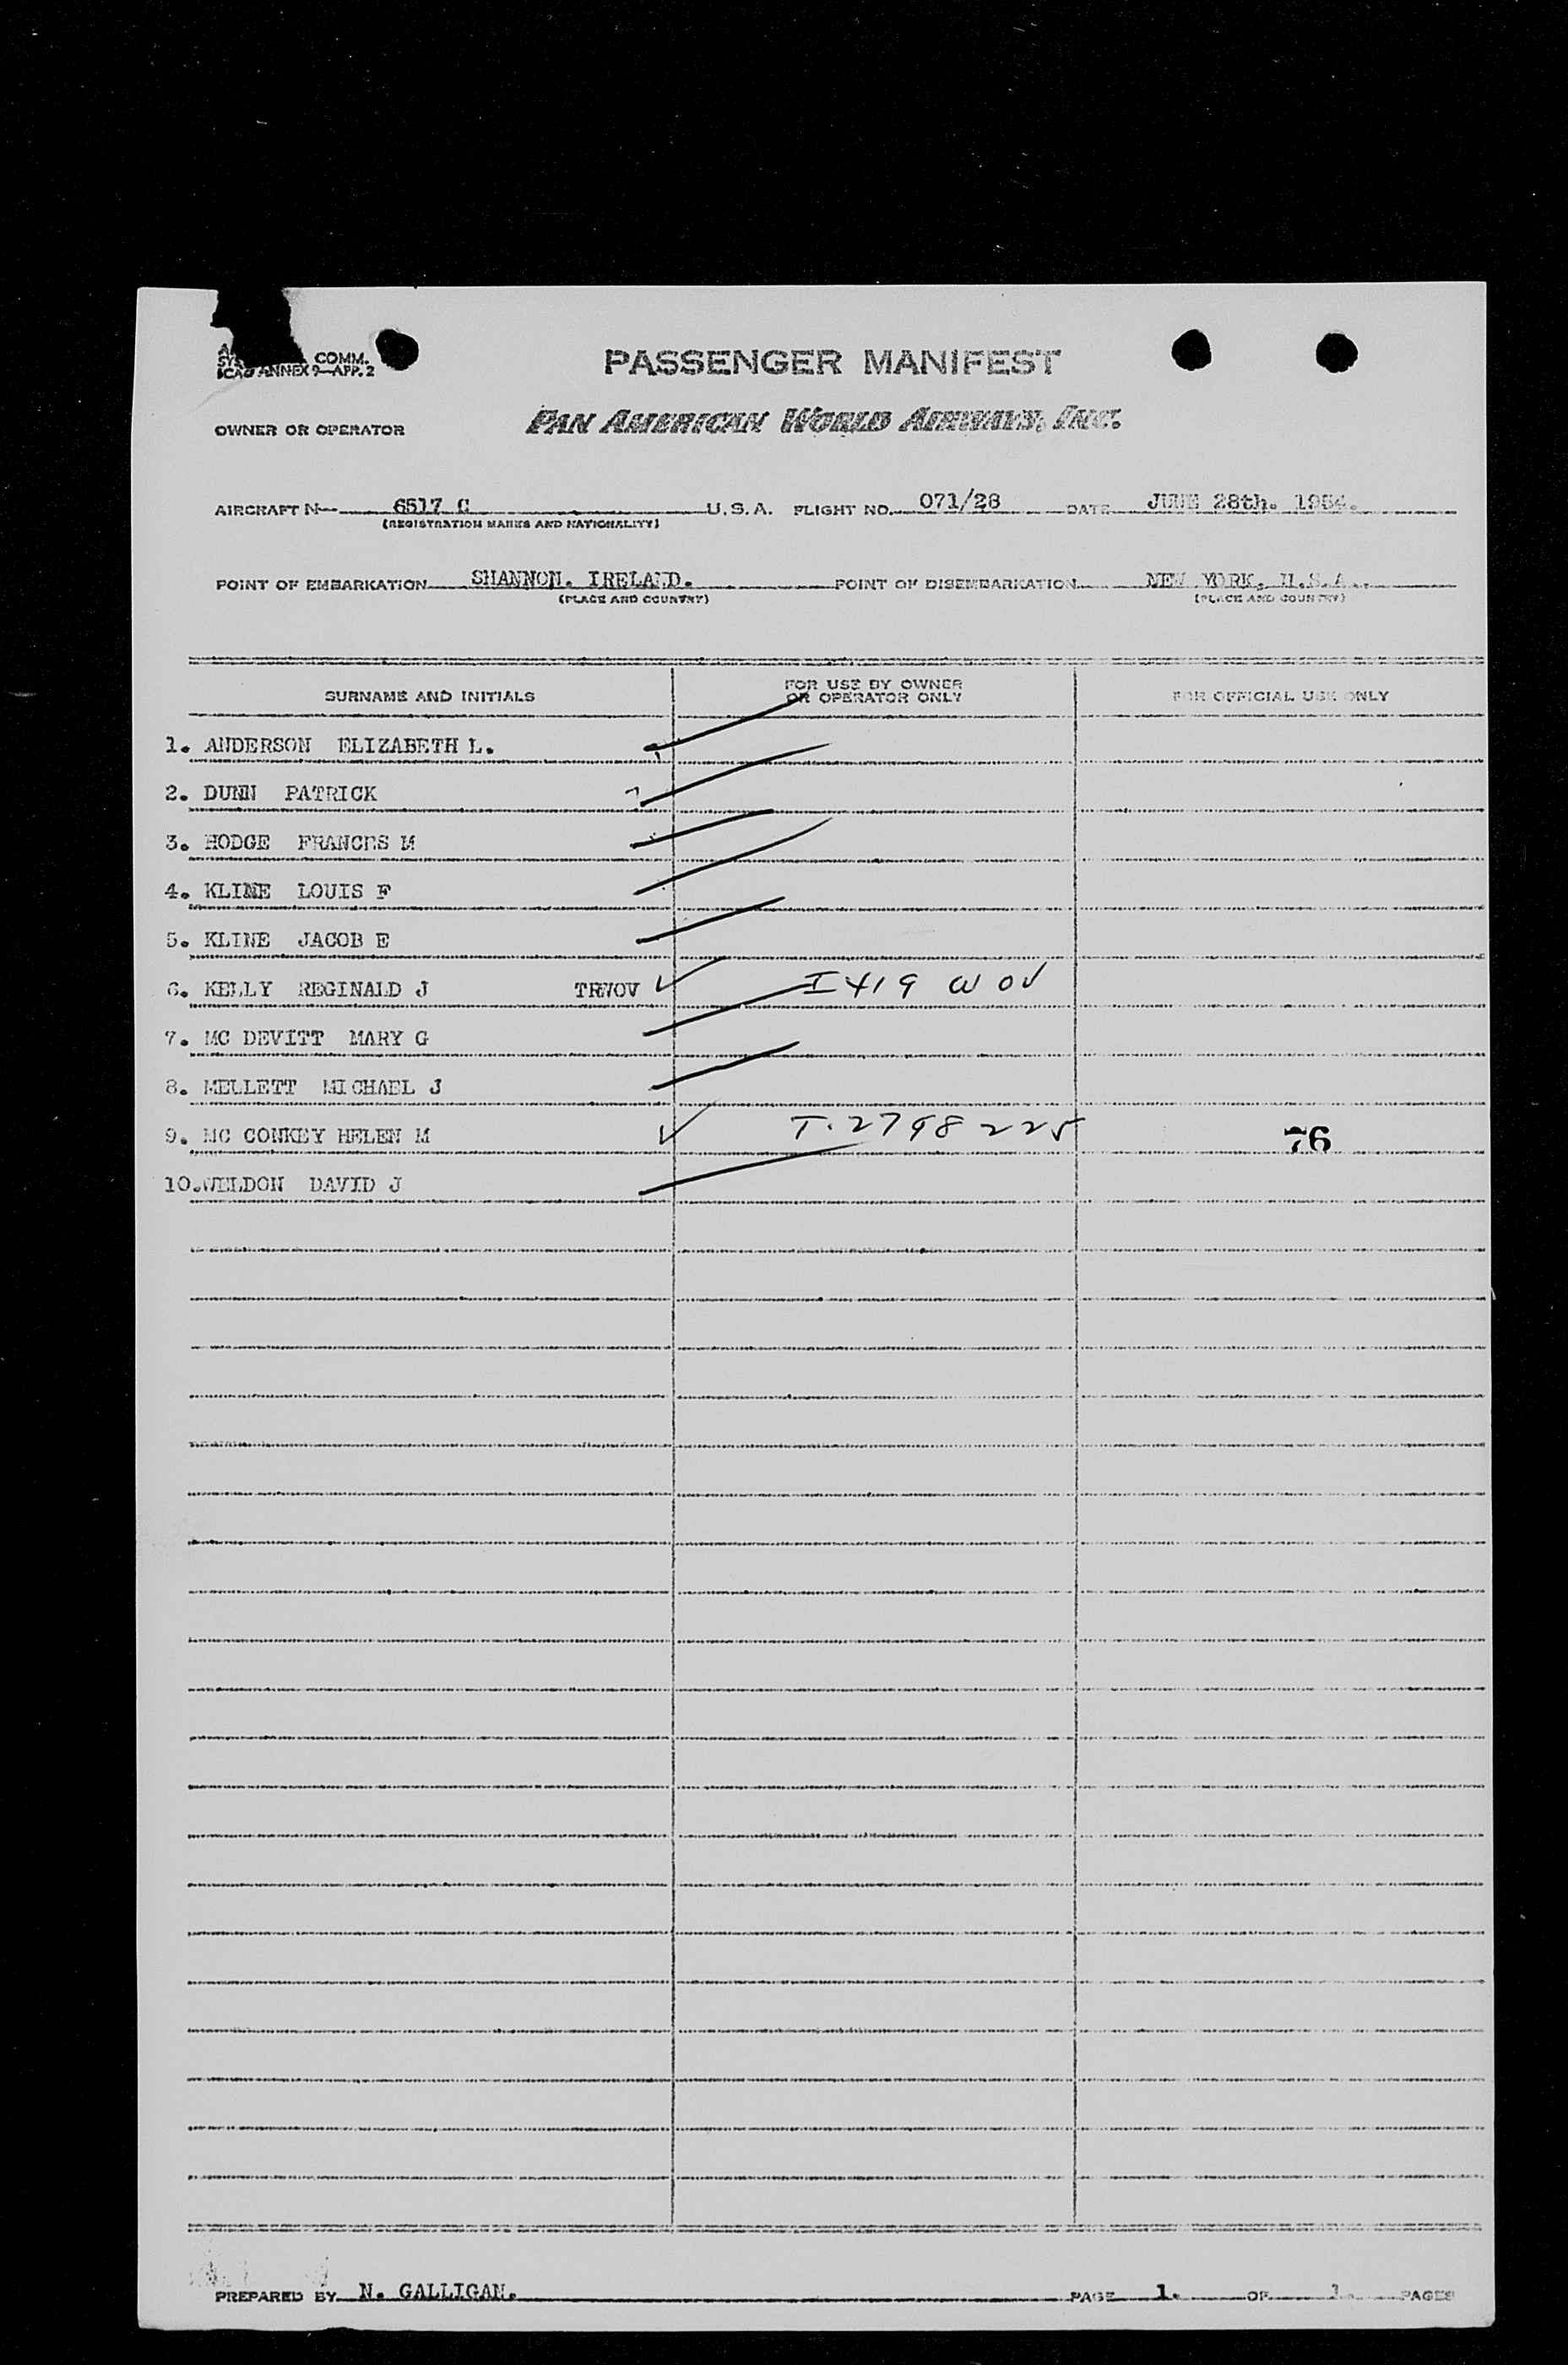 COMM.
ICAO ANNEX 9—APP. 2
PASSENGER MANIFEST
OWNER OR OPERATOR PAN AMERICAN WORLD AIRWAYS, INC.
AIRCRAFT N— 6517 C U.S.A. FLIGHT NO. 071/28 DATE JUNE 28th. 1954.
(REGISTRATION MARKS AND NATIONALITY)
POINT OF EMBARKATION SHANNON. IRELAND. POINT OF DISEMBARKATION NEW YORK, U.S.A.
(PLACE AND COUNTRY) (PLACE AND COUNTRY)
SURNAME AND INITIALS FOR USE BY OWNER OR OPERATOR ONLY FOR OFFICIAL USE ONLY
1. ANDERSON ELIZABETH L.
2. DUNN PATRICK
3. HODGE FRANCES M
4. KLINE LOUIS F
5. KLINE JACOB E
6. KELLY REGINALD J TRWOV I 419 WOV
7. MC DEVITT MARY G
8. MELLETT MICHAEL J
9. MC CONKEY HELEN M T. 2798225 76
10. WELDON DAVID J
PREPARED BY N. GALLIGAN. PAGE 1. OF 1. PAGES